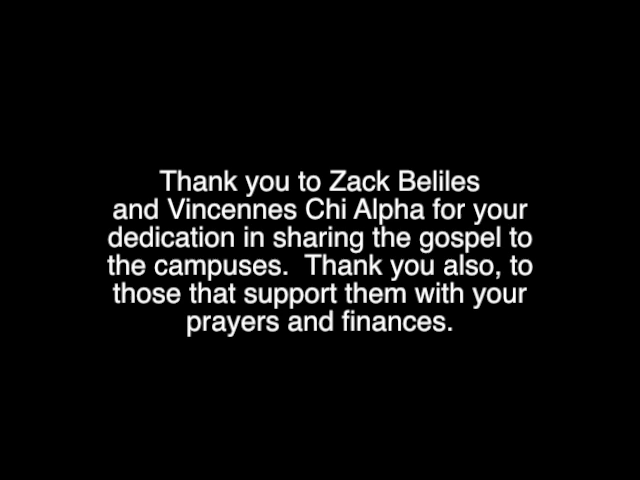 Thank you to Zack Beliles
and Vincennes Chi Alpha for your
dedication in sharing the gospel to
the campuses.  Thank you also, to
those that support them with your
prayers and finances.